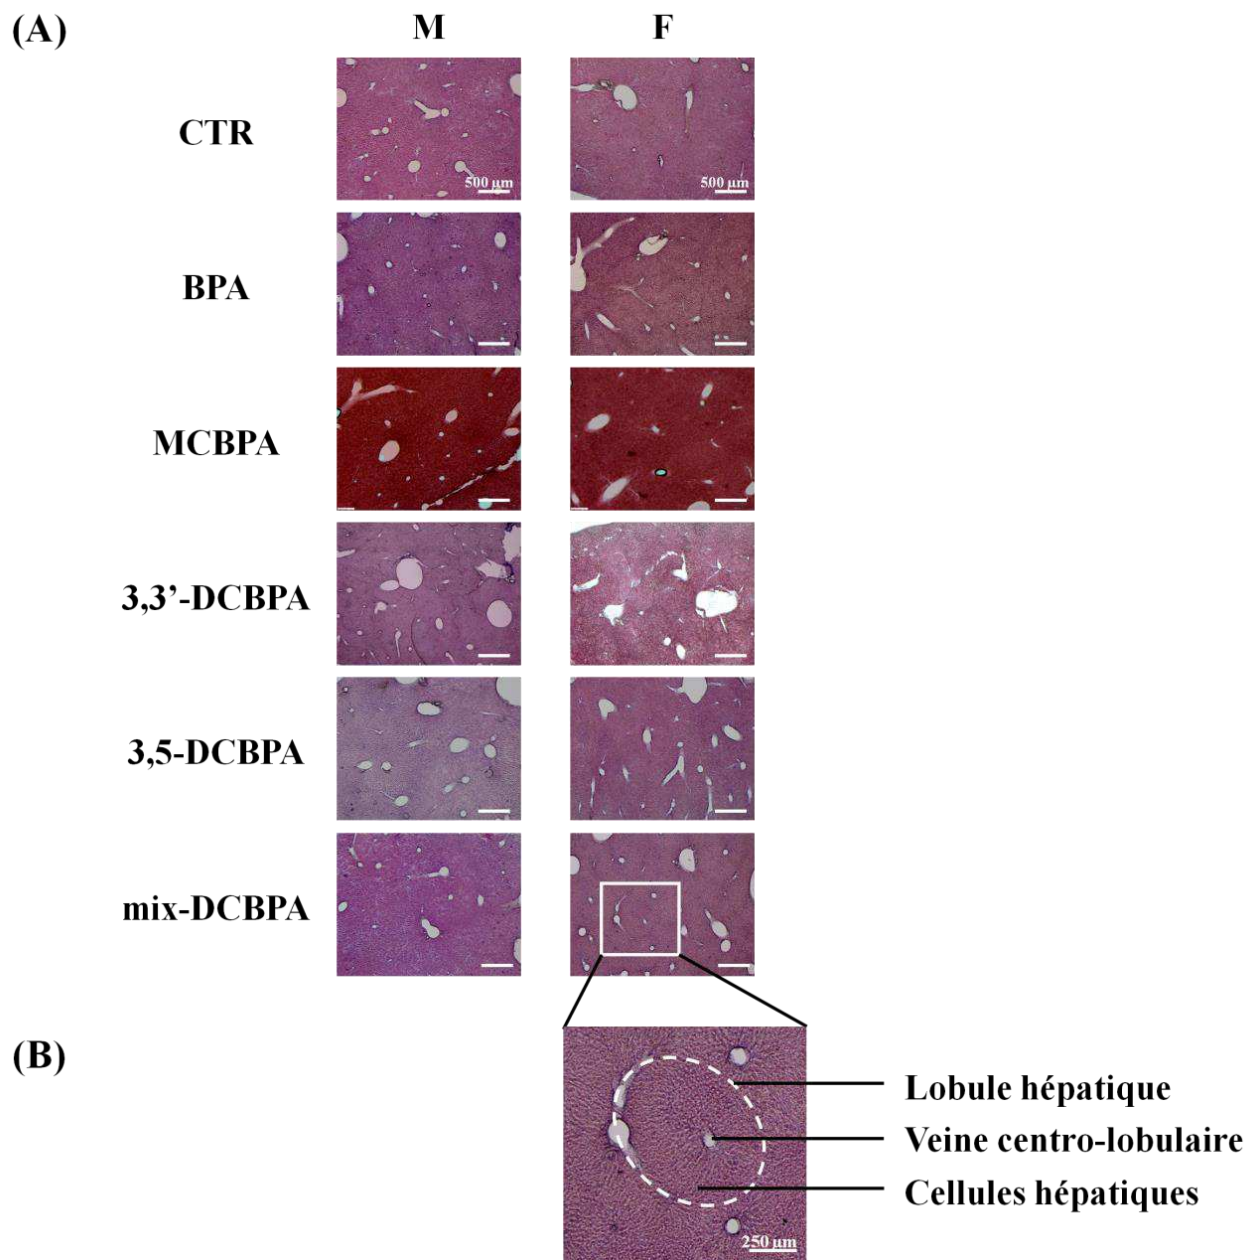 (A)
M
F
CTR
500 μm
500 μm
BPA
MCBPA
3,3’-DCBPA
3,5-DCBPA
mix-DCBPA
(B)
Lobule hépatique
Veine centro-lobulaire
Cellules hépatiques
250 μm